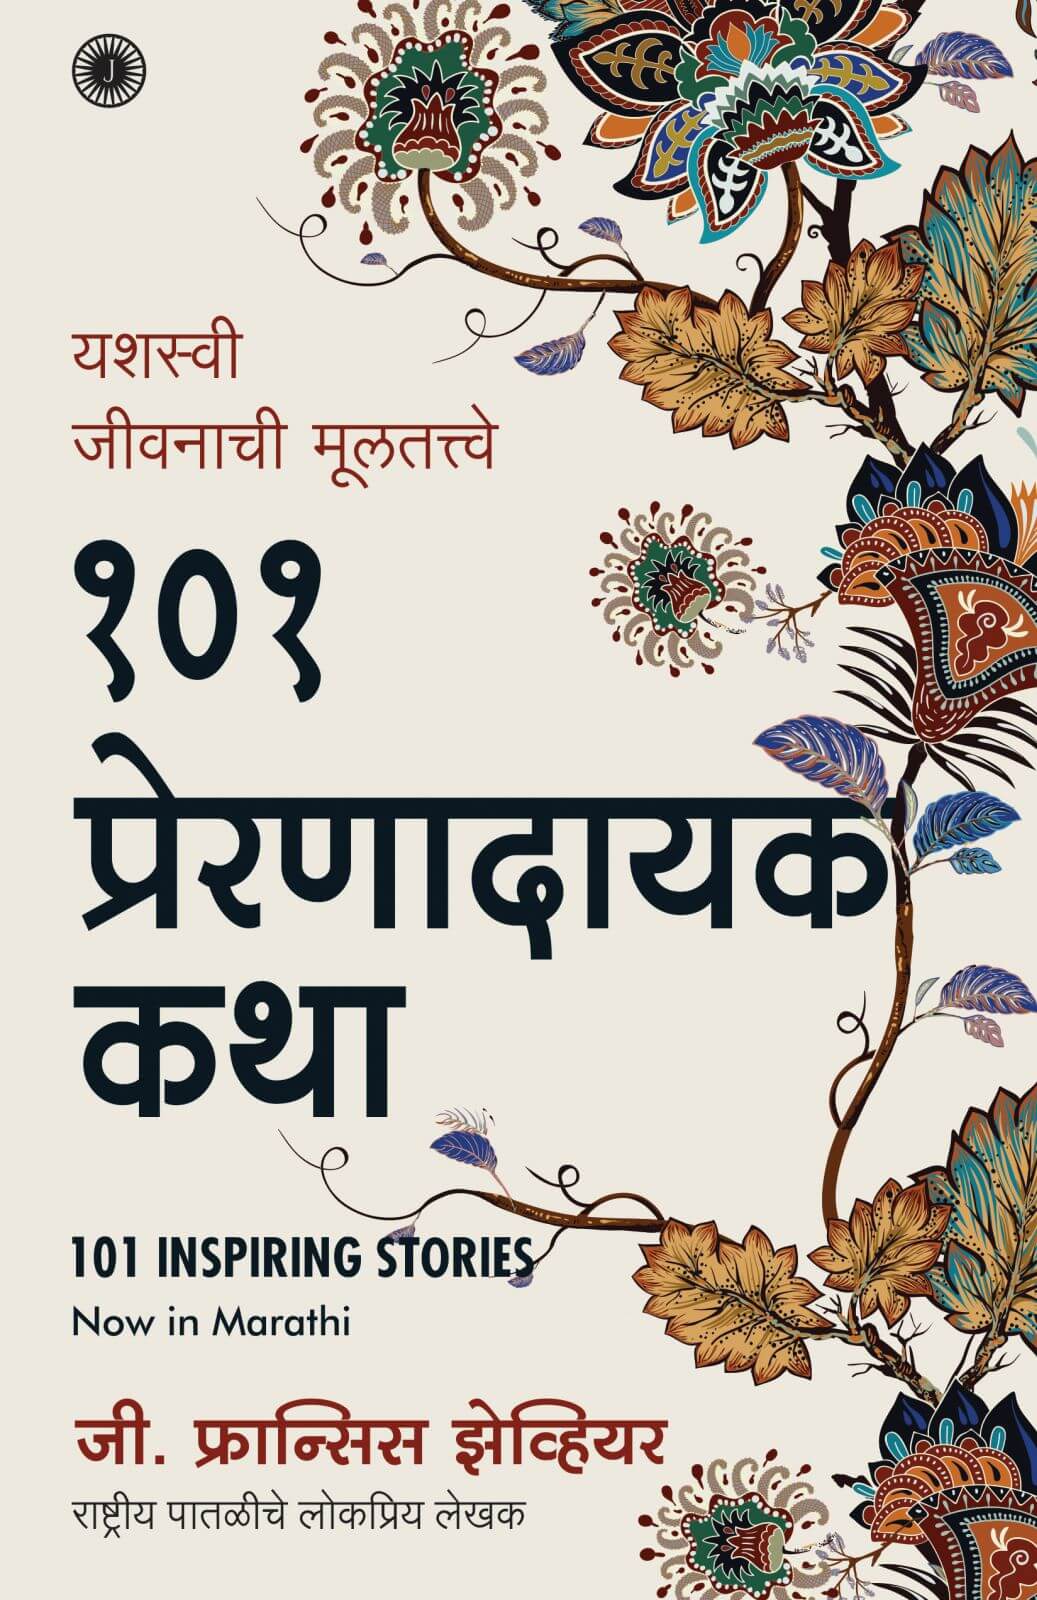 J
यशस्वी
जीवनाची मूलतत्त्वे
१०१
प्रेरणादायक
कथा
101 INSPIRING STORIES
Now in Marathi
जी. फ्रान्सिस झेव्हियर
राष्ट्रीय पातळीचे लोकप्रिय लेखक